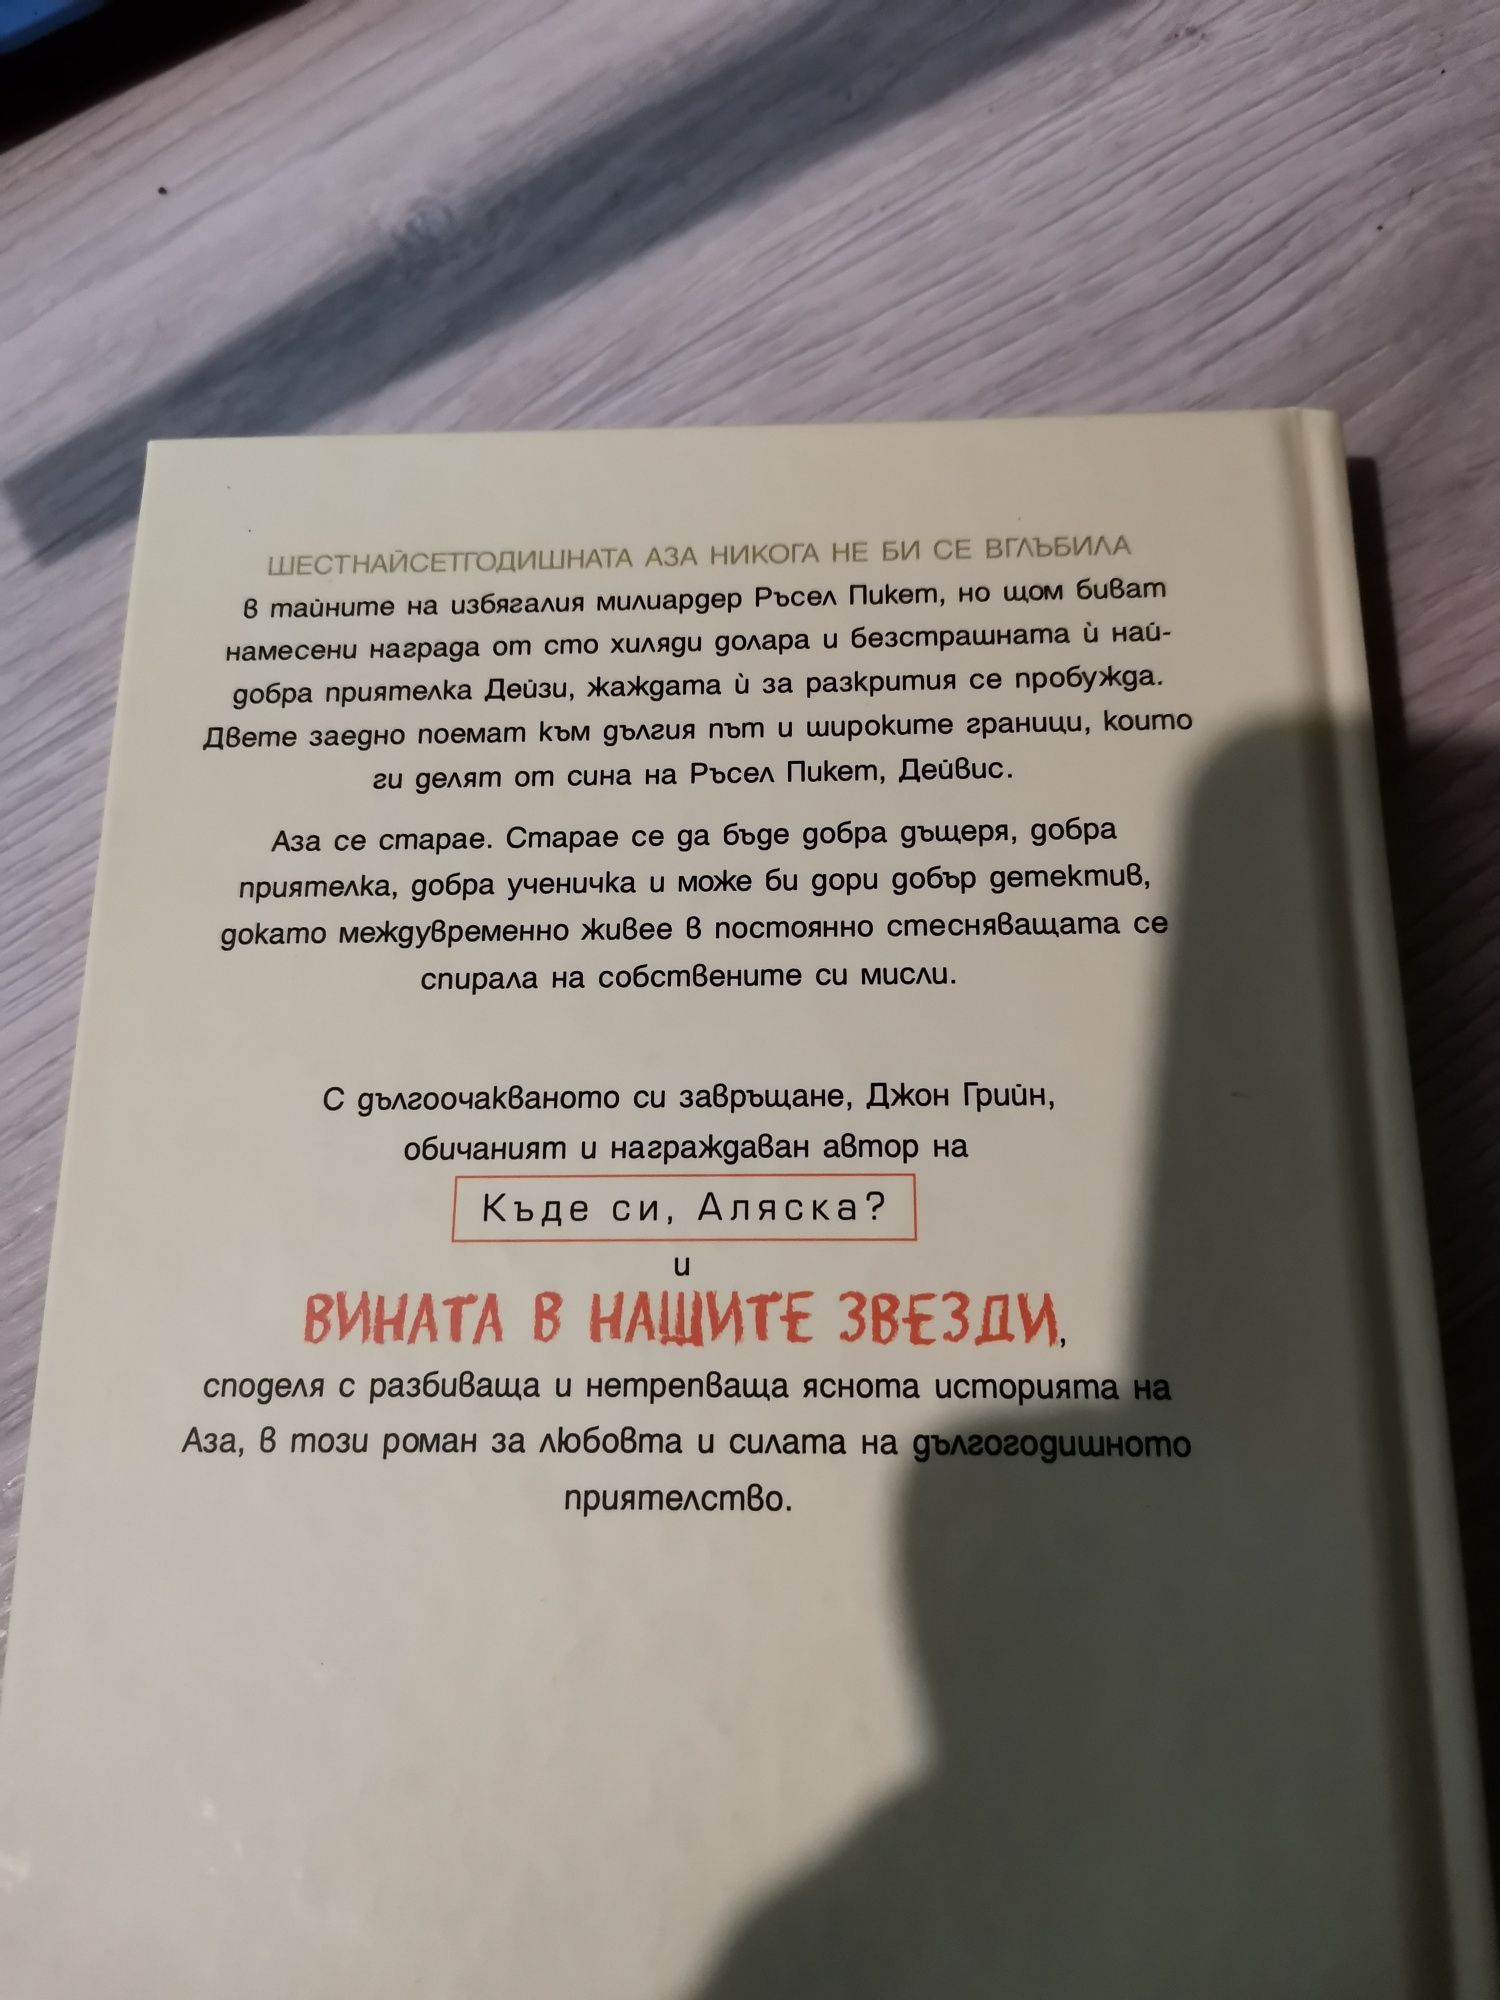 ШЕСТНАЙСЕТГОДИШНАТА АЗА НИКОГА НЕ БИ СЕ ВГЛЪБИЛА
в тайните на избягалия милиардер Ръсел Пикет, но щом биват
намесени награда от сто хиляди долара и безстрашната ѝ най-
добра приятелка Дейзи, жаждата ѝ за разкрития се пробужда.
Двете заедно поемат към дългия път и широките граници, които
ги делят от сина на Ръсел Пикет, Дейвис.
Аза се старае. Старае се да бъде добра дъщеря, добра
приятелка, добра ученичка и може би дори добър детектив,
докато междувременно живее в постоянно стесняващата се
спирала на собствените си мисли.
С дългоочакваното си завръщане, Джон Грийн,
обичаният и награждаван автор на
Къде си, Аляска?
и
ВИНАТА В НАШИТЕ ЗВЕЗДИ,
споделя с разбиваща и нетрепваща яснота историята на
Аза, в този роман за любовта и силата на дългогодишното
приятелство.